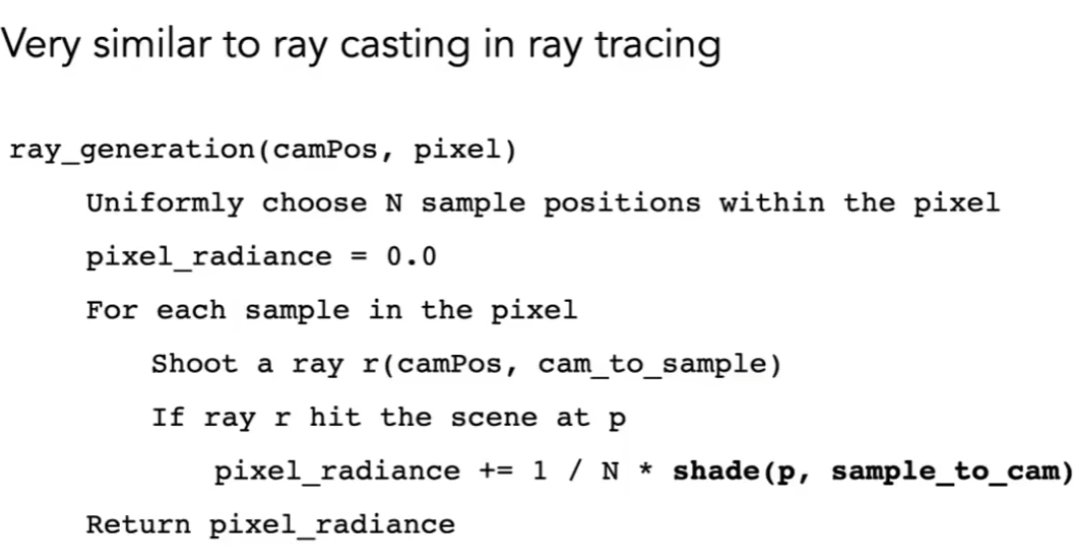 Very similar to ray casting in ray tracing
ray_generation(camPos, pixel)
Uniformly choose N sample positions within the pixel
pixel_radiance = 0.0
For each sample in the pixel
Shoot a ray r(camPos, cam_to_sample)
If ray r hit the scene at p
pixel_radiance += 1 / N * shade(p, sample_to_cam)
Return pixel_radiance